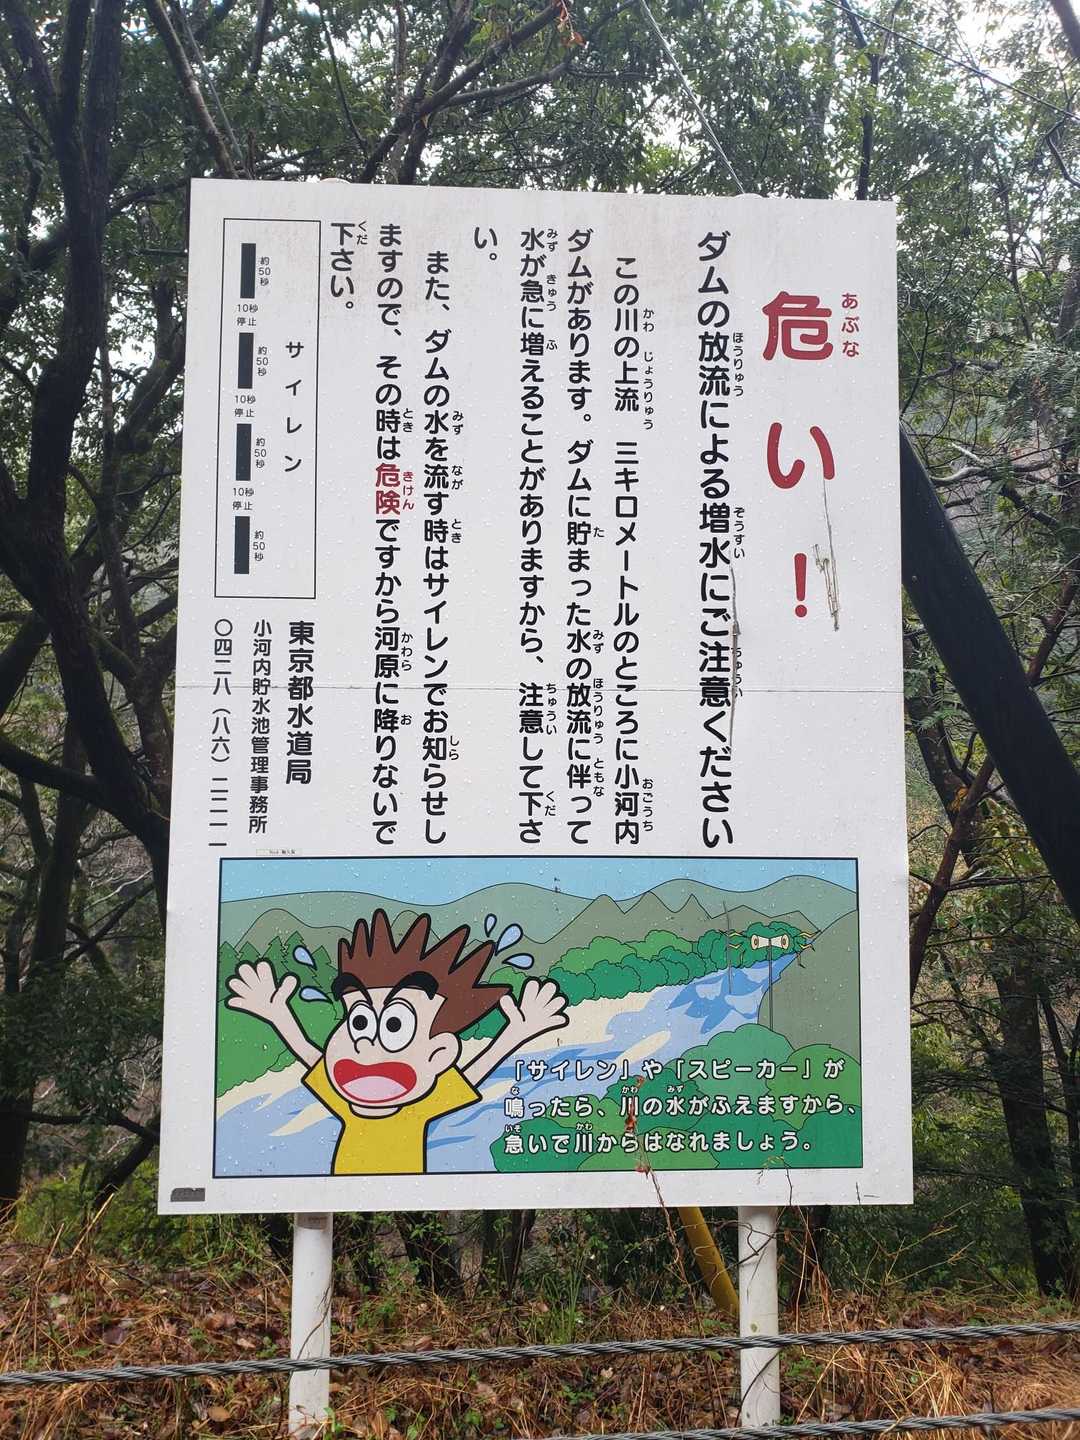 危い!
ダムの放流による増水にご注意ください
この川の上流 三キロメートルのところに小河内
ダムがあります。ダムに貯まった水の放流に伴って
水が急に増えることがありますから、注意して下さ
い。
また、ダムの水を流す時はサイレンでお知らせし
ますので、その時は危険ですから河原に降りないで
下さい。
サイレン
約50秒
10秒停止
約50秒
10秒停止
約50秒
10秒停止
約50秒
東京都水道局
小河内貯水池管理事務所
〇四二八(八六)二二一一
「サイレン」や「スピーカー」が
鳴ったら、川の水がふえますから、
急いで川からはなれましょう。